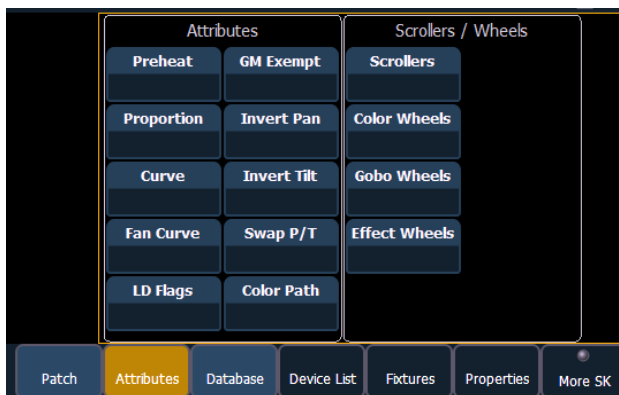 Attributes
Scrollers / Wheels
Preheat
GM Exempt
Scrollers
Proportion
Invert Pan
Color Wheels
Curve
Invert Tilt
Gobo Wheels
Fan Curve
Swap P/T
Effect Wheels
LD Flags
Color Path
Patch
Attributes
Database
Device List
Fixtures
Properties
More SK